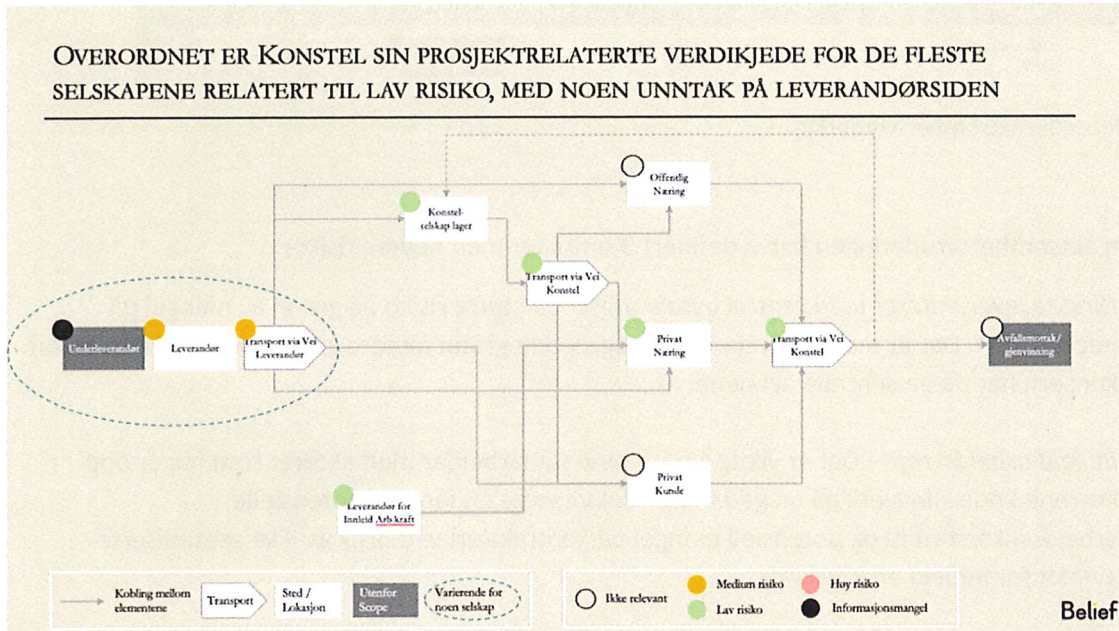 OVERORDNET ER KONSTEL SIN PROSJEKTRELATERTE VERDIKJEDE FOR DE FLESTE
SELSKAPENE RELATERT TIL LAV RISIKO, MED NOEN UNNTAK PÅ LEVERANDØRSIDEN
Offentlig
Næring
Konstel-
selskap lager
Transport via Vei
Konstel
Underleverandør
Leverandør
Transport via Vei
Leverandør
Privat
Næring
Transport via Vei
Konstel
Avfallsmottak/
gjenvinning
Privat
Kunde
Leverandør for
Innleid Arb.kraft
Kobling mellom
elementene
Transport
Sted /
Lokasjon
Utenfor
Scope
Varierende for
noen selskap
Ikke relevant
Medium risiko
Lav risiko
Høy risiko
Informasjonsmangel
Belief